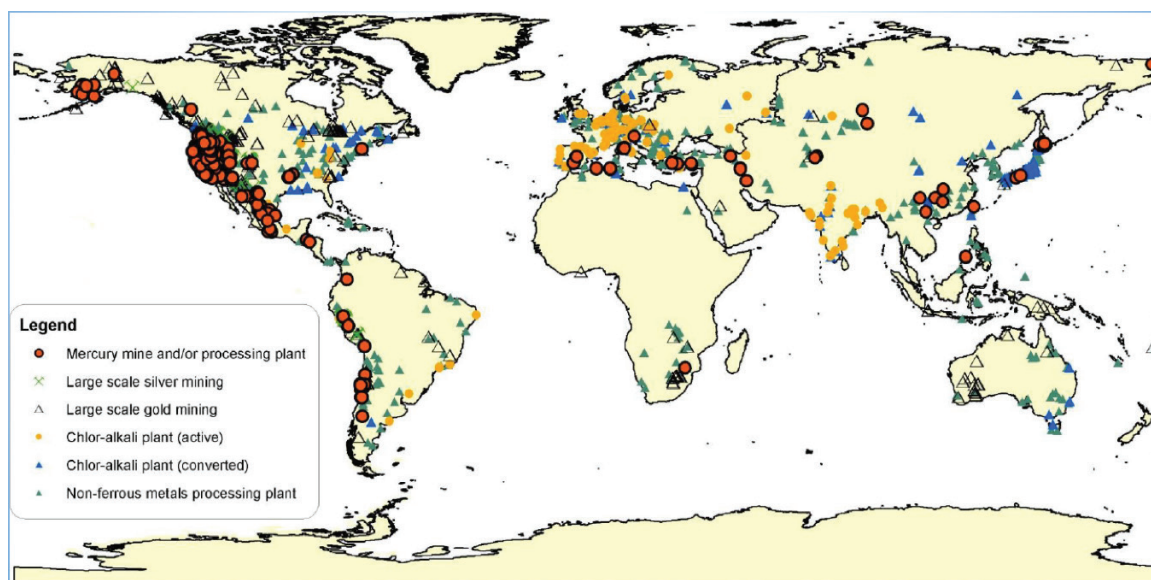 Legend
Mercury mine and/or processing plant
Large scale silver mining
Large scale gold mining
Chlor-alkali plant (active)
Chlor-alkali plant (converted)
Non-ferrous metals processing plant